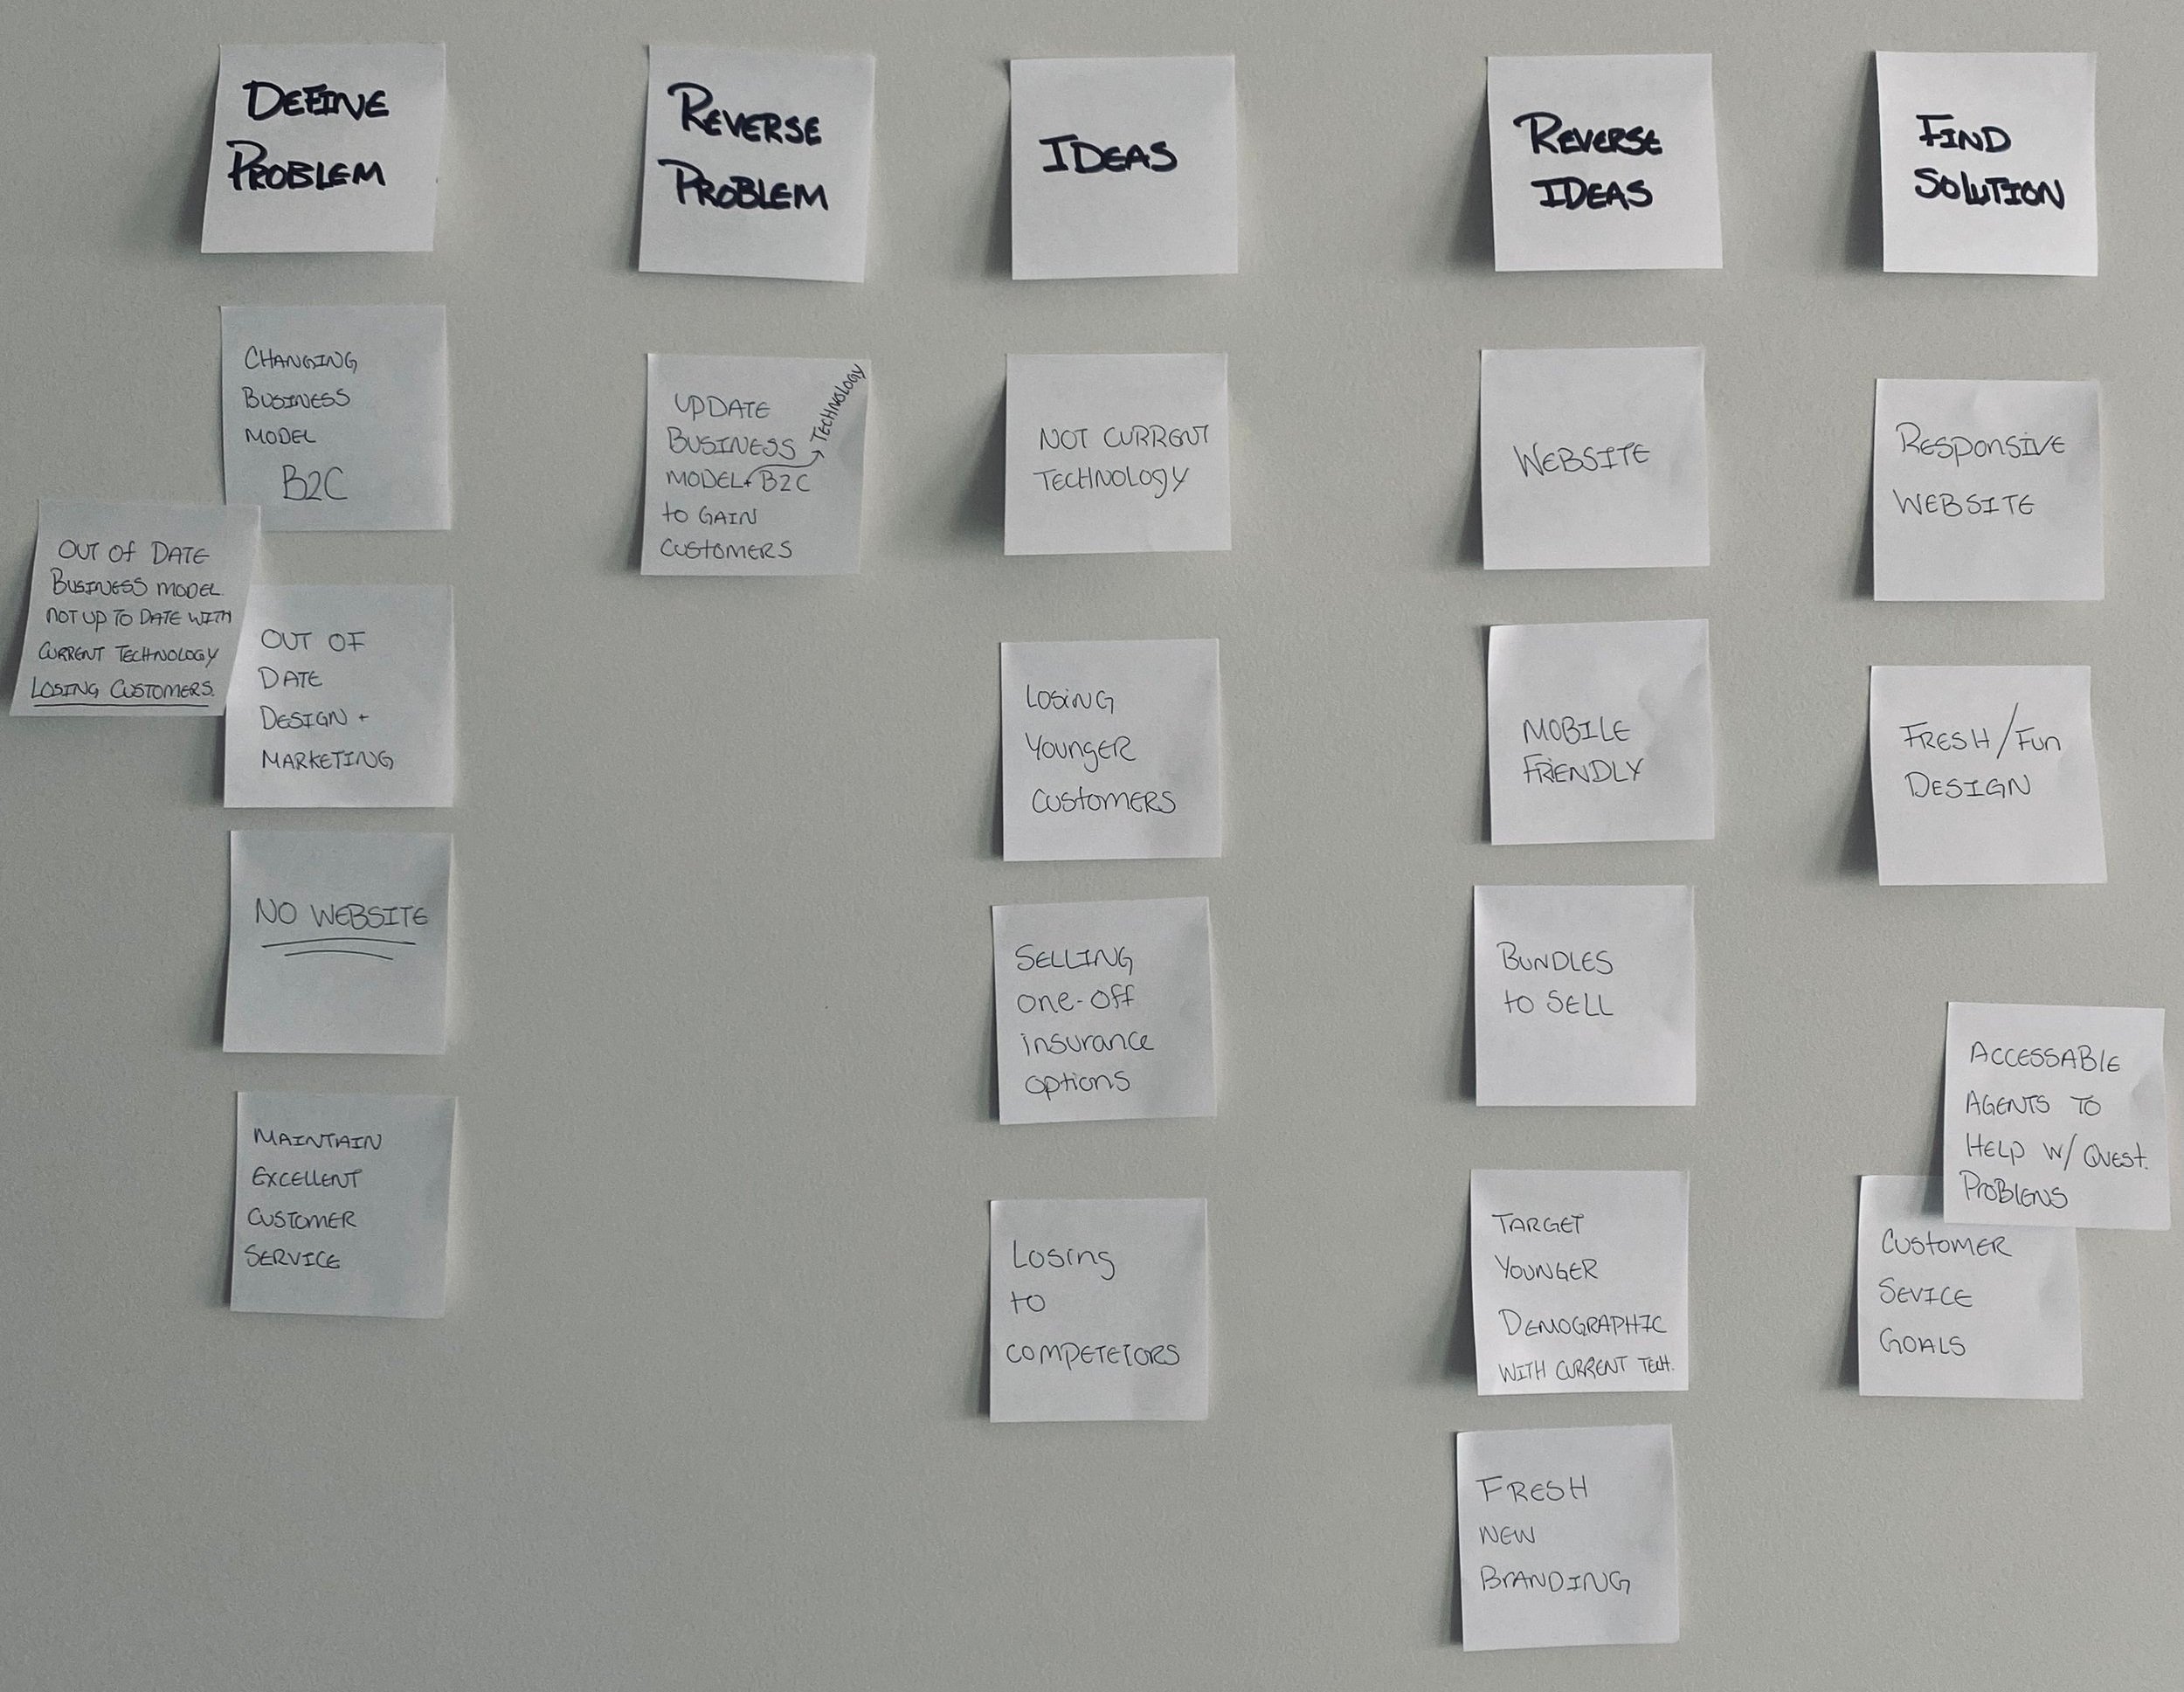 DEFINE
PROBLEM
CHANGING
BUSINESS
MODEL
B2C
OUT OF DATE
BUSINESS MODEL
NOT UP TO DATE WITH
CURRENT TECHNOLOGY
LOSING CUSTOMERS.
OUT OF
DATE
DESIGN +
MARKETING
NO WEBSITE
MAINTAIN
EXCELLENT
CUSTOMER
SERVICE
REVERSE
PROBLEM
UPDATE
BUSINESS
MODEL + B2C
TECHNOLOGY
to GAIN
CUSTOMERS
IDEAS
NOT CURRENT
TECHNOLOGY
LOSING
YOUNGER
CUSTOMERS
SELLING
ONE-OFF
insurance
options
Losing
to
COMPETETORS
REVERSE
IDEAS
WEBSITE
MOBILE
FRIENDLY
BUNDLES
to SELL
TARGET
YOUNGER
DEMOGRAPHIC
WITH CURRENT TECH.
FRESH
NEW
BRANDING
FIND
SOLUTION
RESPONSIVE
WEBSITE
FRESH/FUN
DESIGN
ACCESSABLE
AGENTS TO
HELP W/ QUEST.
PROBLEMS
CUSTOMER
SEVICE
GOALS